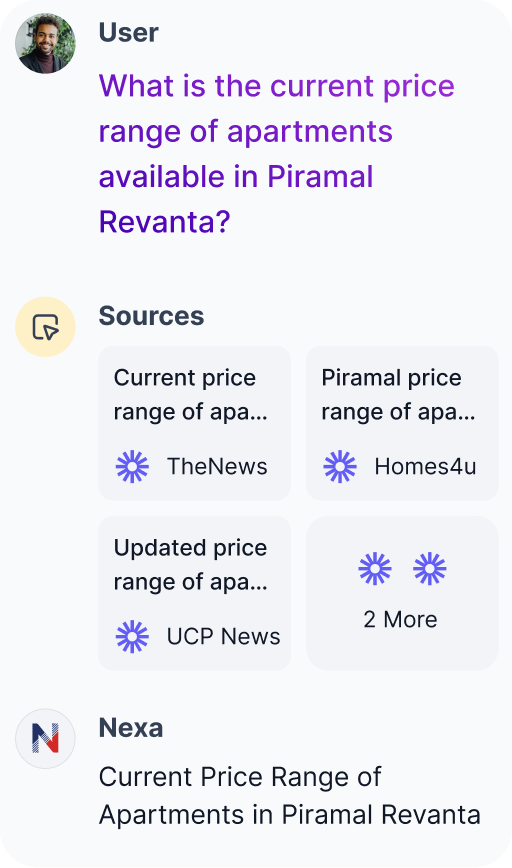 User
What is the current price
range of apartments
available in Piramal
Revanta?
Sources
Current price
range of apa...
TheNews
Piramal price
range of apa...
Homes4u
Updated price
range of apa...
UCP News
2 More
N
Nexa
Current Price Range of
Apartments in Piramal Revanta